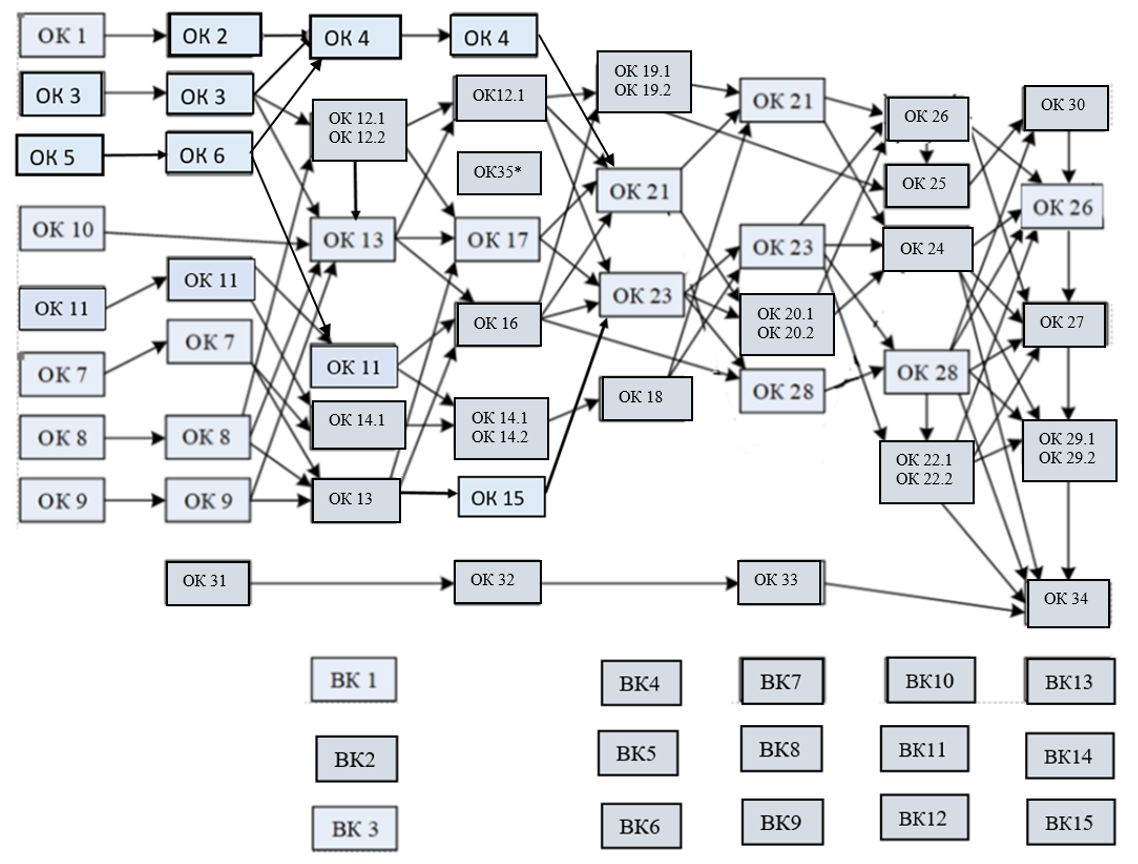 ОК 1
ОК 2
ОК 4
ОК 4
ОК 3
ОК 3
ОК 12.1
ОК 12.2
ОК12.1
ОК 19.1
ОК 19.2
ОК 21
ОК 26
ОК 30
ОК 5
ОК 6
ОК35*
ОК 21
ОК 25
ОК 26
ОК 10
ОК 13
ОК 17
ОК 23
ОК 24
ОК 11
ОК 11
ОК 16
ОК 23
ОК 20.1
ОК 20.2
ОК 27
ОК 7
ОК 7
ОК 11
ОК 18
ОК 28
ОК 28
ОК 8
ОК 8
ОК 14.1
ОК 14.1
ОК 14.2
ОК 22.1
ОК 22.2
ОК 29.1
ОК 29.2
ОК 9
ОК 9
ОК 13
ОК 15
ОК 31
ОК 32
ОК 33
ОК 34
ВК 1
ВК4
ВК7
ВК10
ВК13
ВК2
ВК5
ВК8
ВК11
ВК14
ВК 3
ВК6
ВК9
ВК12
ВК15